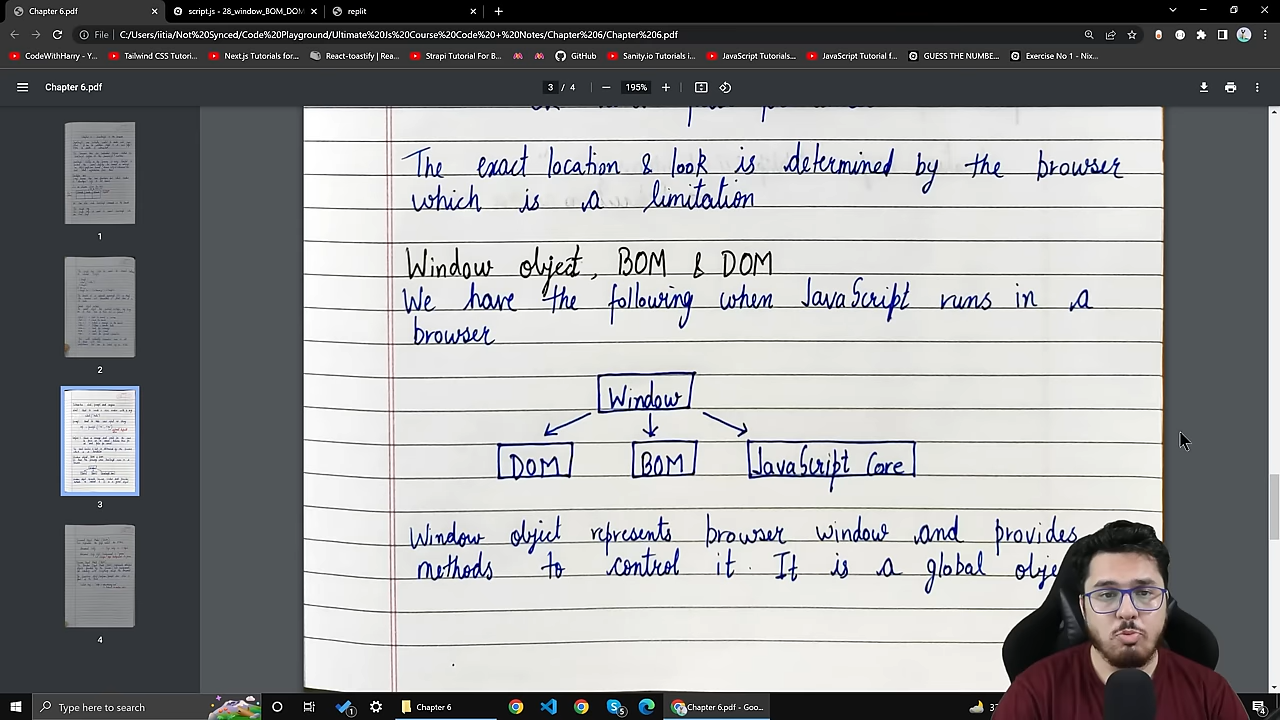 Chapter 6.pdf
script.js - 28_window_BOM_DOM
replit
File
C:/Users/iitia/Not%20Synced/Code%20Playground/Ultimate%20Js%20Course%20Code%20+%20Notes/Chapter%206/Chapter%206.pdf
CodeWithHarry - Y...
Tailwind CSS Tutori...
Next.js Tutorials for...
React-toastify | Rea...
Strapi Tutorial For B...
GitHub
Sanity.io Tutorials i...
JavaScript Tutorials...
JavaScript Tutorial f...
GUESS THE NUMBE...
Exercise No 1 - Nix...
Chapter 6.pdf
3 / 4
195%
1
2
3
4
The exact location & look is determined by the browser
which is a limitation
Window object, BOM & DOM
We have the following when JavaScript runs in a
browser
Window
DOM
BOM
JavaScript Core
Window object represents browser window and provides
methods to control it. It is a global obje
Type here to search
1
Chapter 6
5
Chapter 6.pdf - Goo...